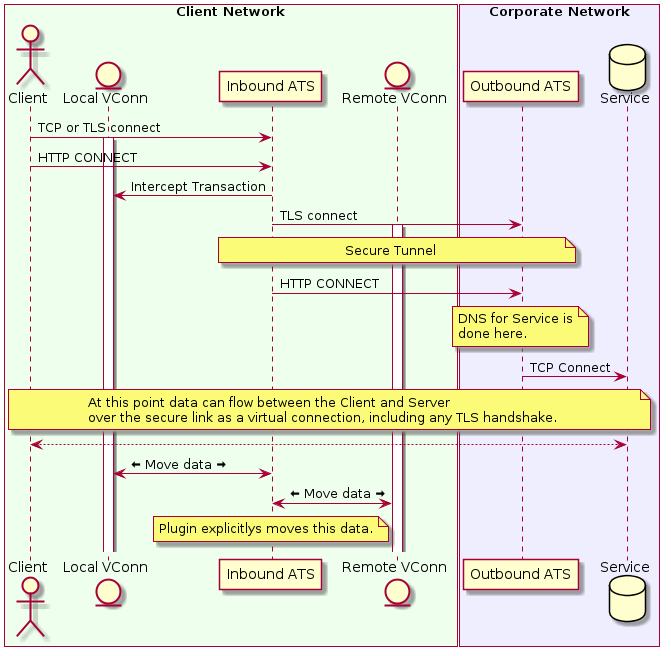 Client Network
Corporate Network
Client
Local VConn
Inbound ATS
Remote VConn
Outbound ATS
Service
TCP or TLS connect
HTTP CONNECT
Intercept Transaction
TLS connect
Secure Tunnel
HTTP CONNECT
DNS for Service is
done here.
TCP Connect
At this point data can flow between the Client and Server
over the secure link as a virtual connection, including any TLS handshake.
⬅ Move data ➡
⬅ Move data ➡
Plugin explicitlys moves this data.
Client
Local VConn
Inbound ATS
Remote VConn
Outbound ATS
Service